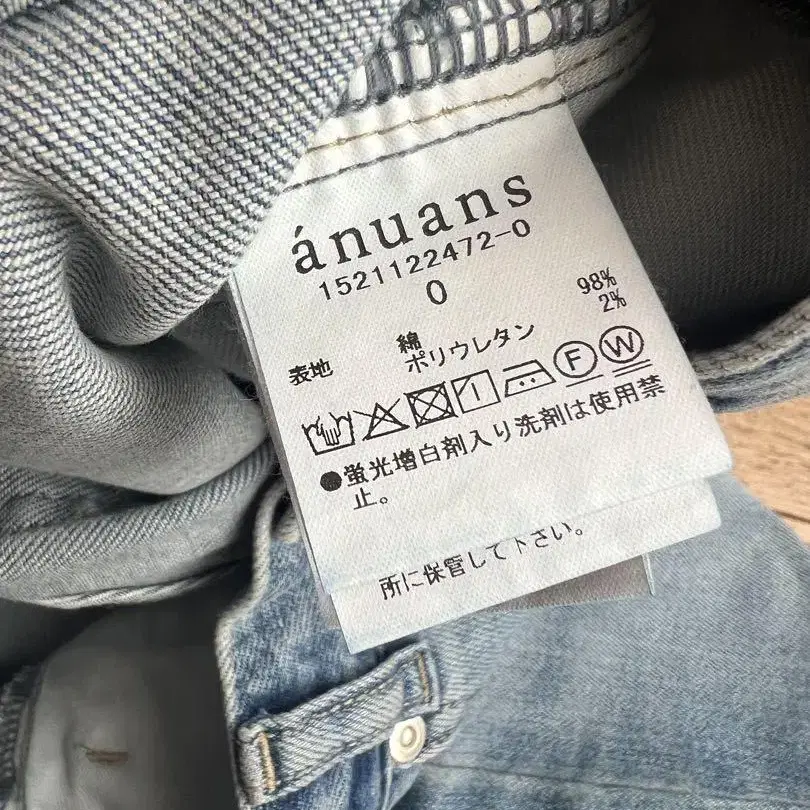 ánuans
1521122472-0
0
表地 綿 98%
ポリウレタン 2%
F W
●蛍光増白剤入り洗剤は使用禁
止。
所に保管して下さい。